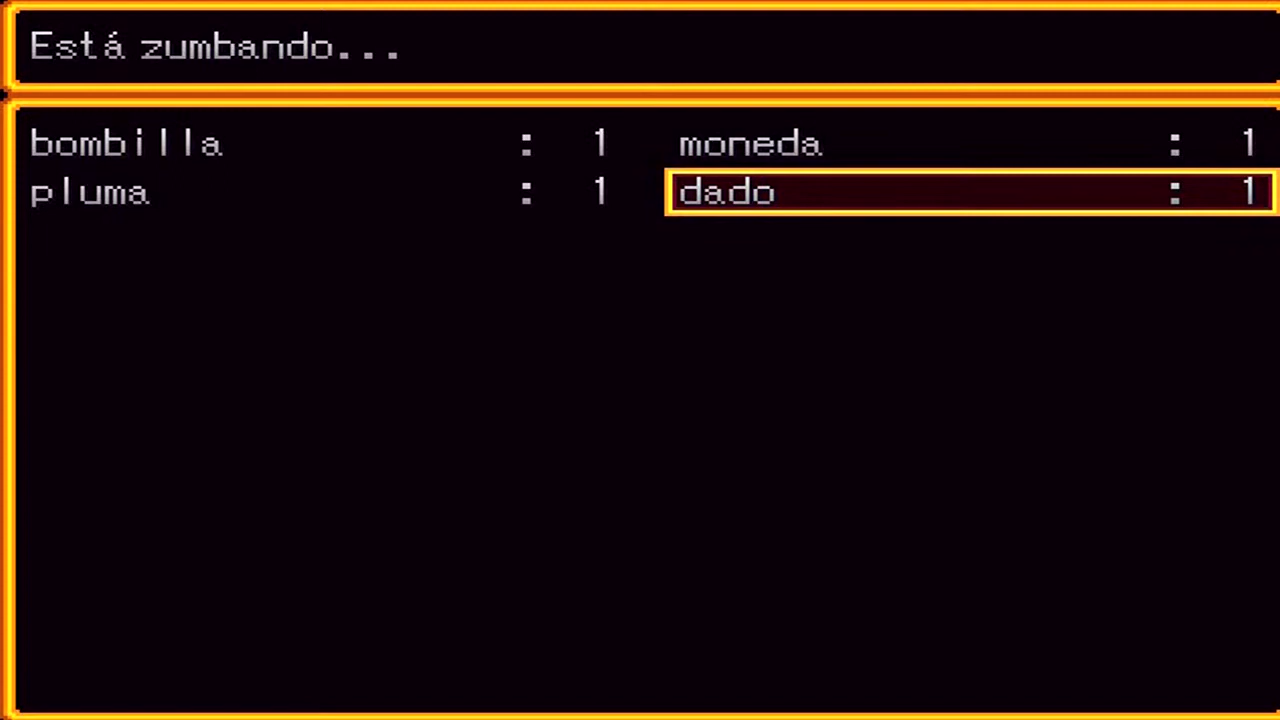 Está zumbando...
bombilla : 1 moneda : 1
pluma : 1 dado : 1